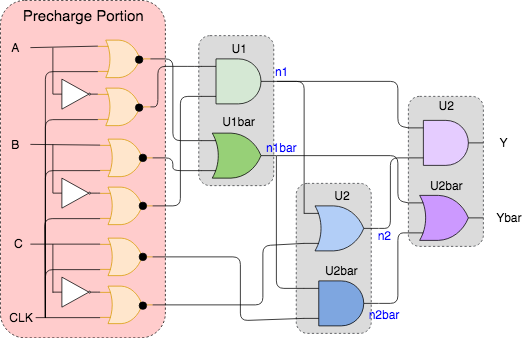 Precharge Portion
A
B
C
CLK
U1
n1
U1bar
n1bar
U2
n2
U2bar
n2bar
U2
Y
U2bar
Ybar